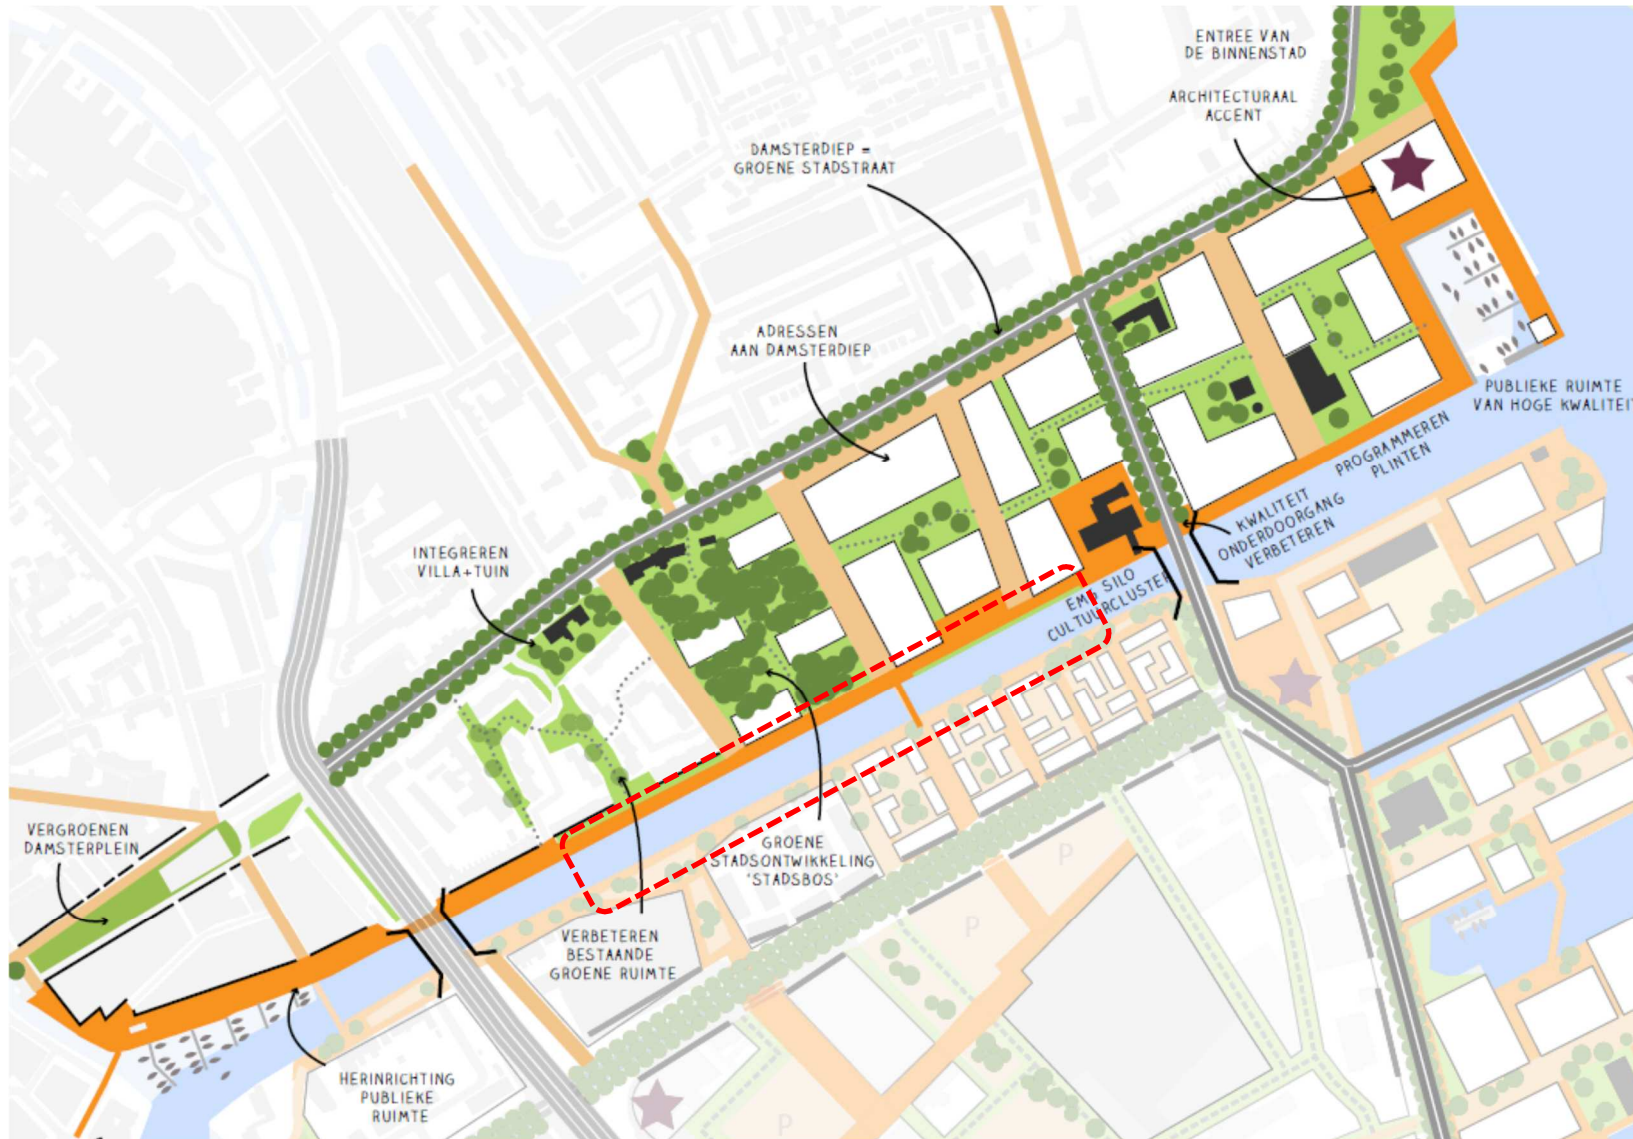 ENTREE VAN
DE BINNENSTAD
ARCHITECTURAAL
ACCENT
DAMSTERDIEP =
GROENE STADSTRAAT
ADRESSEN
AAN DAMSTERDIEP
PUBLIEKE RUIMTE
VAN HOGE KWALITEIT
PROGRAMMEREN
PLINTEN
KWALITEIT
ONDERDOORGANG
VERBETEREN
INTEGREREN
VILLA+TUIN
EMG SILO
CULTUURCLUSTER
VERGROENEN
DAMSTERPLEIN
GROENE
STADSONTWIKKELING
'STADSBOS'
VERBETEREN
BESTAANDE
GROENE RUIMTE
HERINRICHTING
PUBLIEKE
RUIMTE
P
P
P